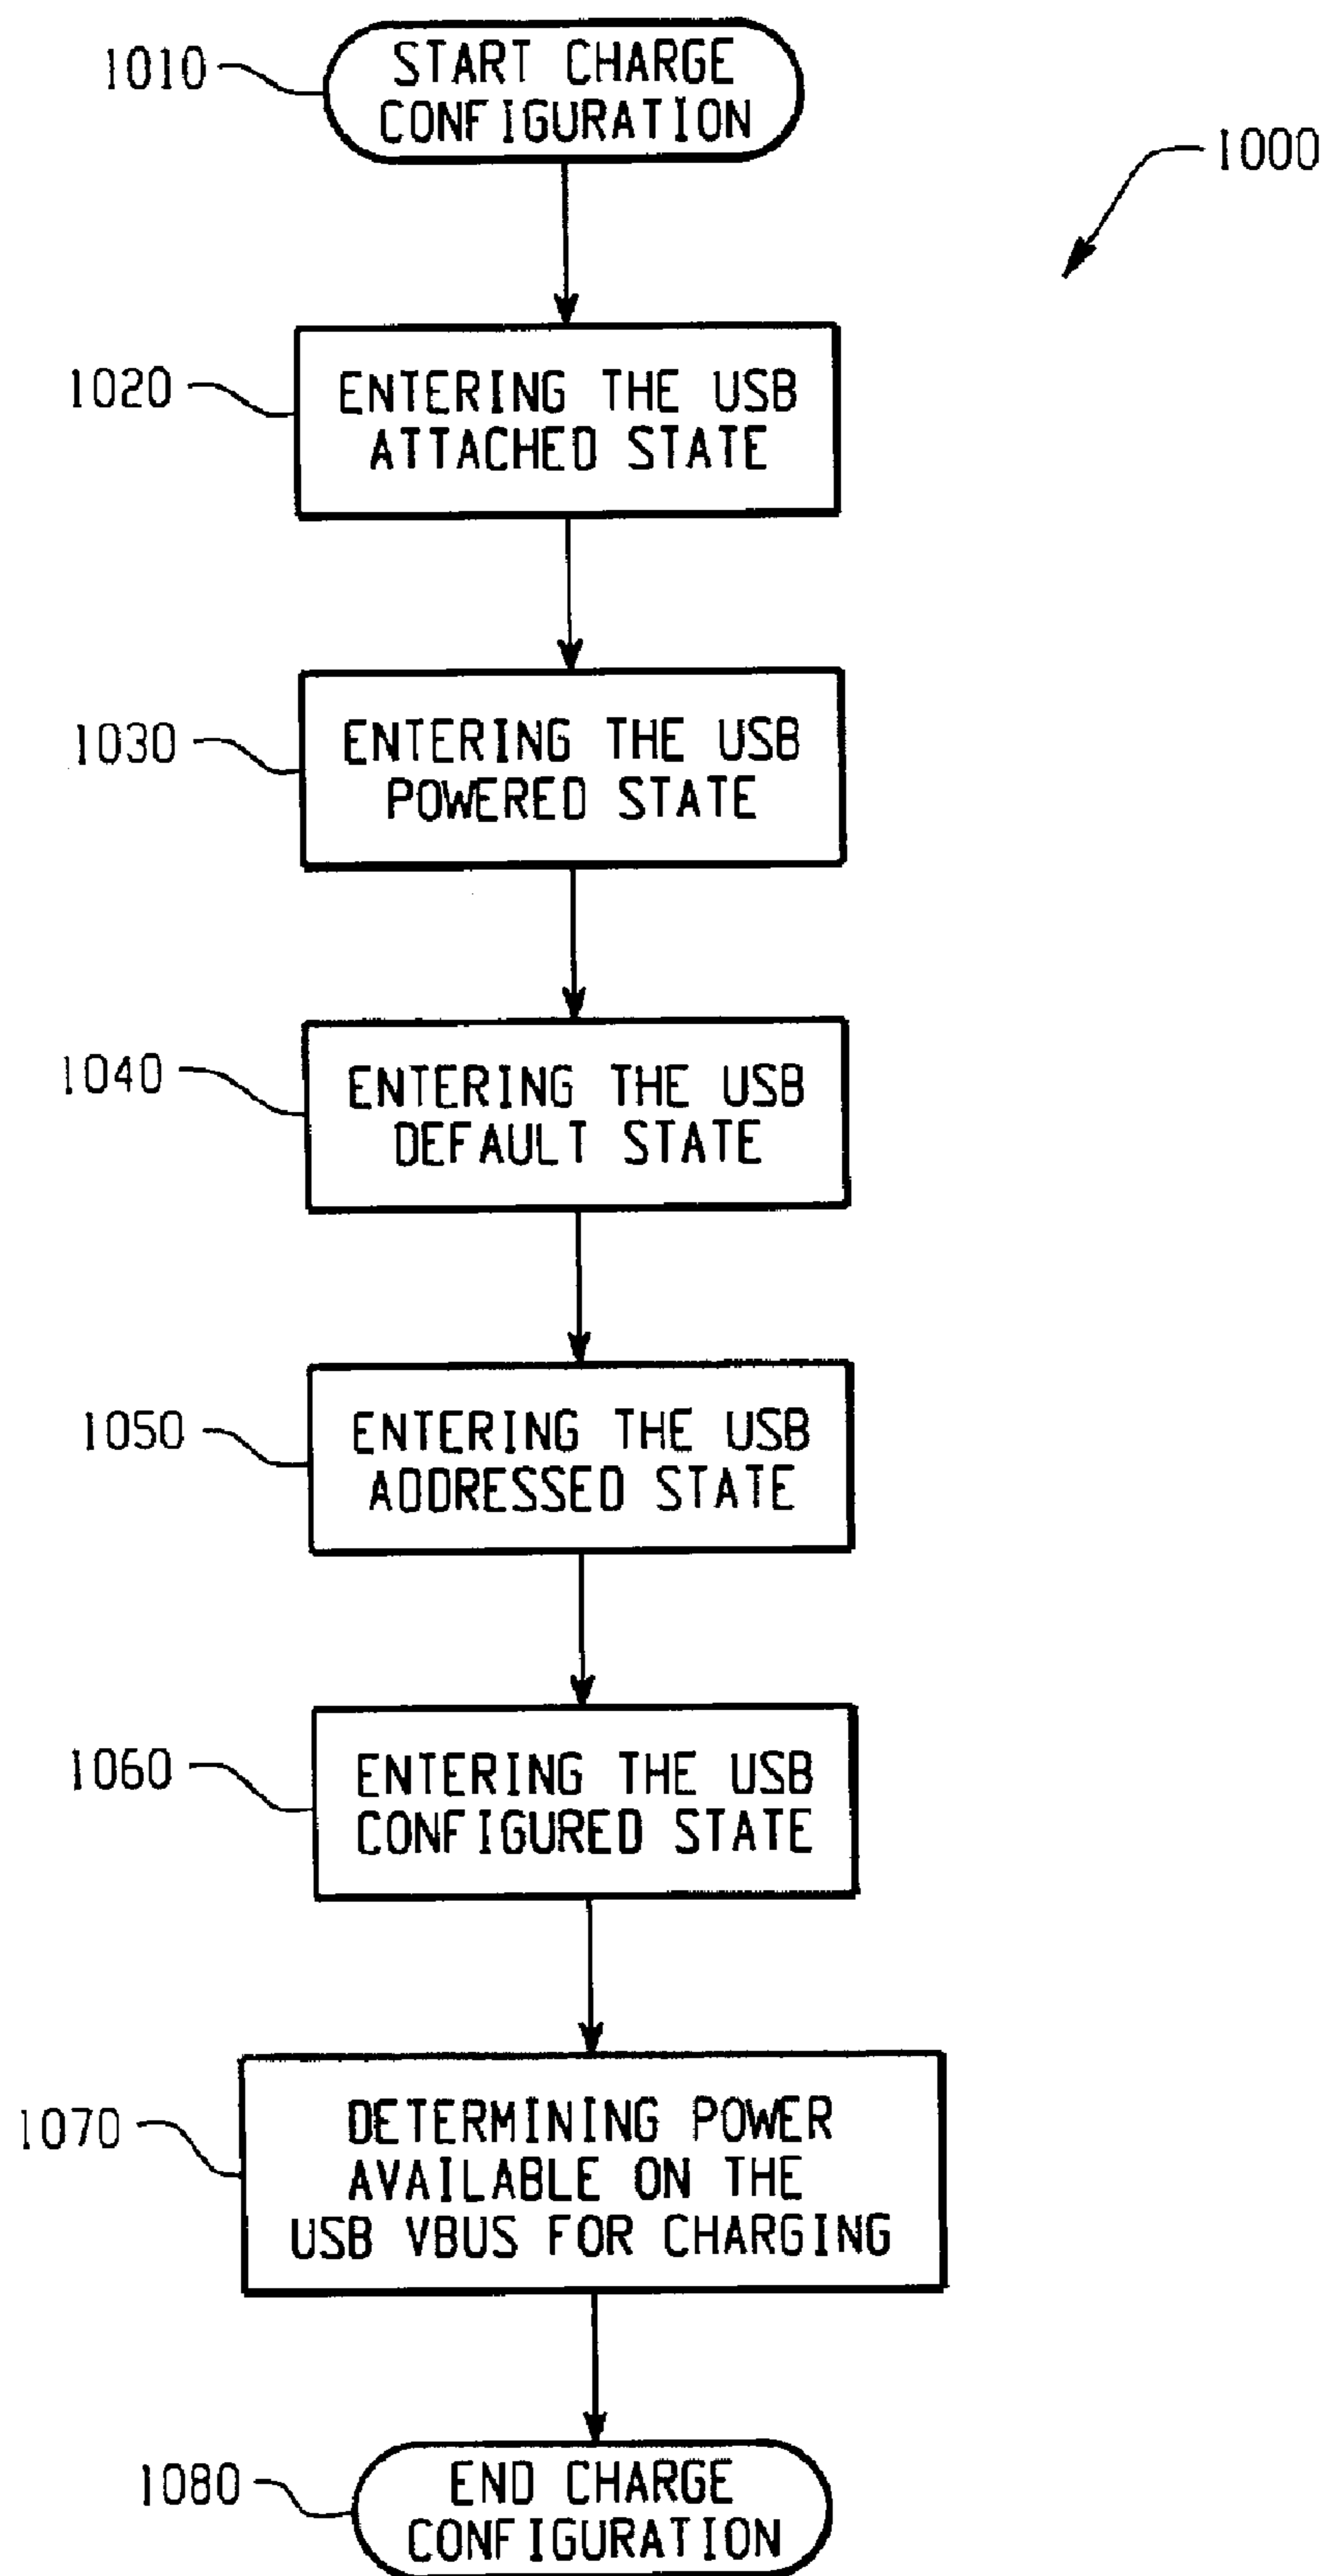 1010
START CHARGE
CONFIGURATION
1000
1020
ENTERING THE USB
ATTACHED STATE
1030
ENTERING THE USB
POWERED STATE
1040
ENTERING THE USB
DEFAULT STATE
1050
ENTERING THE USB
ADDRESSED STATE
1060
ENTERING THE USB
CONFIGURED STATE
1070
DETERMINING POWER
AVAILABLE ON THE
USB VBUS FOR CHARGING
1080
END CHARGE
CONFIGURATION